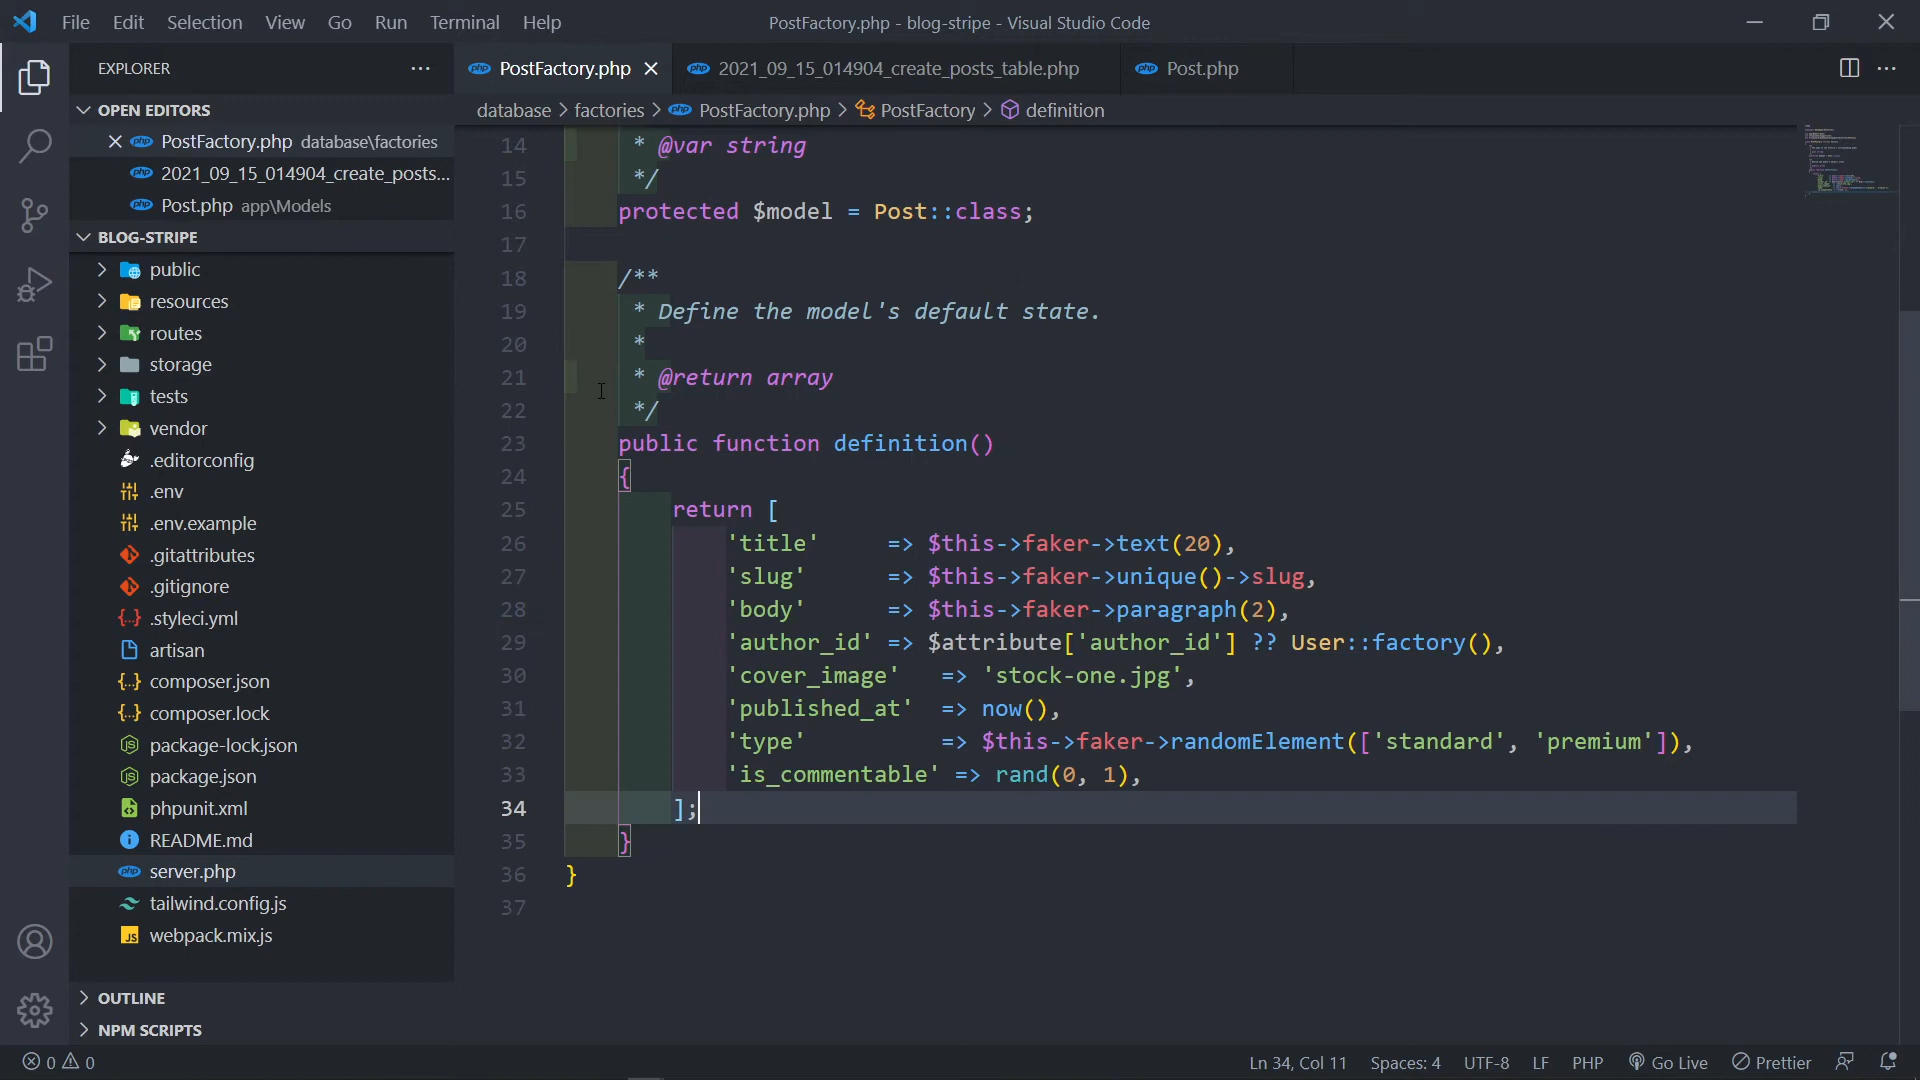 File Edit Selection View Go Run Terminal Help
PostFactory.php - blog-stripe - Visual Studio Code
EXPLORER
OPEN EDITORS
PostFactory.php database\factories
2021_09_15_014904_create_posts...
Post.php app\Models
BLOG-STRIPE
public
resources
routes
storage
tests
vendor
.editorconfig
.env
.env.example
.gitattributes
.gitignore
.styleci.yml
artisan
composer.json
composer.lock
package-lock.json
package.json
phpunit.xml
README.md
server.php
tailwind.config.js
webpack.mix.js
OUTLINE
NPM SCRIPTS
PostFactory.php 2021_09_15_014904_create_posts_table.php Post.php
database > factories > PostFactory.php > PostFactory > definition
14 * @var string
15 */
16 protected $model = Post::class;
17
18 /**
19 * Define the model's default state.
20 *
21 * @return array
22 */
23 public function definition()
24 {
25 return [
26 'title' => $this->faker->text(20),
27 'slug' => $this->faker->unique()->slug,
28 'body' => $this->faker->paragraph(2),
29 'author_id' => $attribute['author_id'] ?? User::factory(),
30 'cover_image' => 'stock-one.jpg',
31 'published_at' => now(),
32 'type' => $this->faker->randomElement(['standard', 'premium']),
33 'is_commentable' => rand(0, 1),
34 ];
35 }
36 }
37
0 0 Ln 34, Col 11 Spaces: 4 UTF-8 LF PHP Go Live Prettier